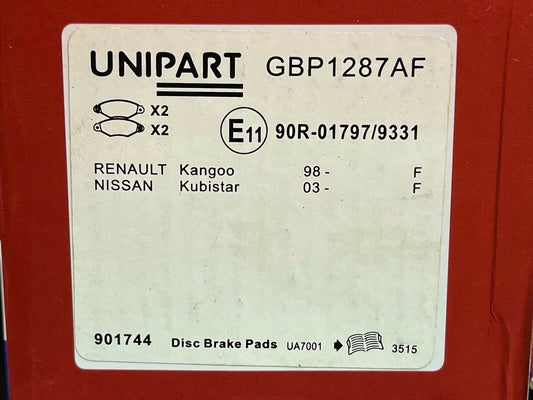 UNIPART GBP1287AF
X2
X2
E11 90R-01797/9331
RENAULT Kangoo 98 - F
NISSAN Kubistar 03 - F
901744 Disc Brake Pads UA7001 3515